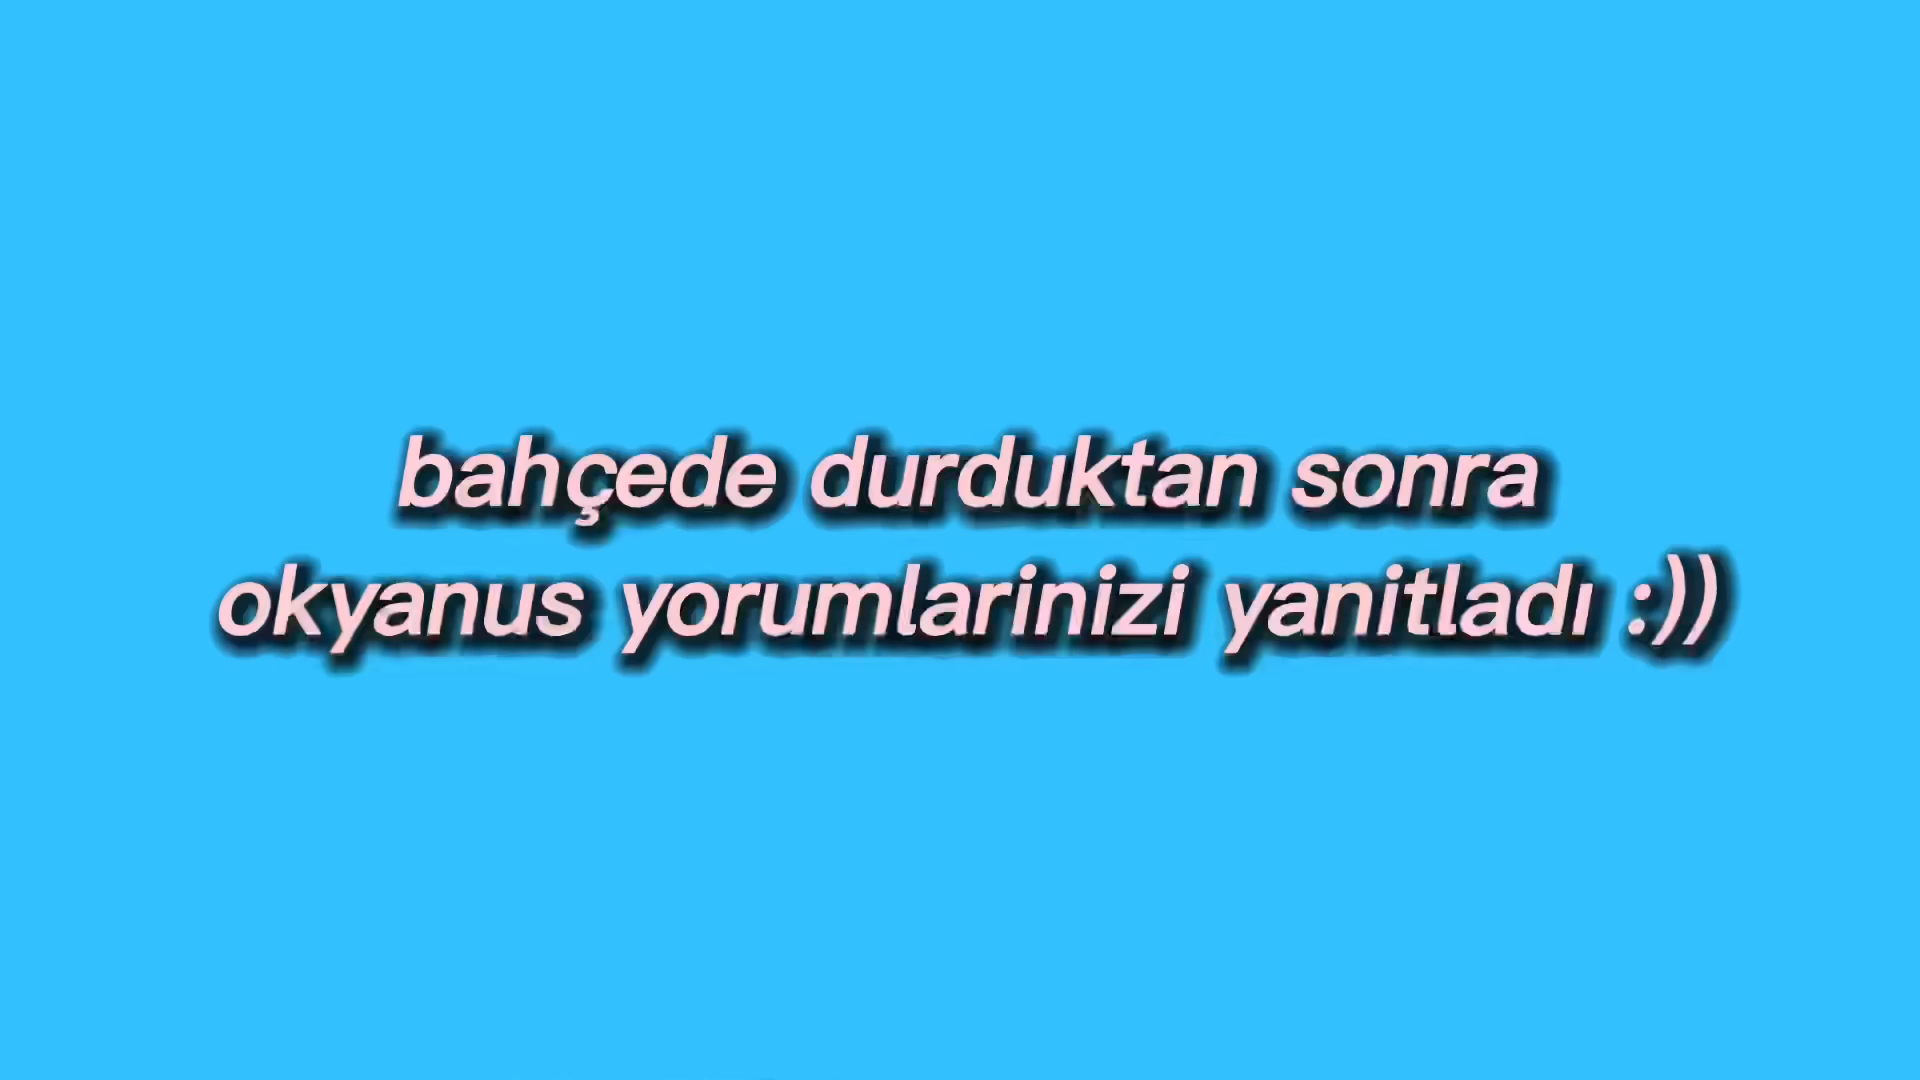 bahçede durduktan sonra
okyanus yorumlarinizi yanitladı :))